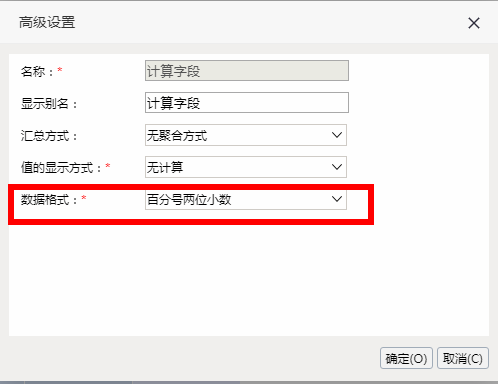 高级设置
名称：* 计算字段
显示别名： 计算字段
汇总方式： 无聚合方式
值的显示方式：* 无计算
数据格式：* 百分号两位小数
确定(O) 取消(C)